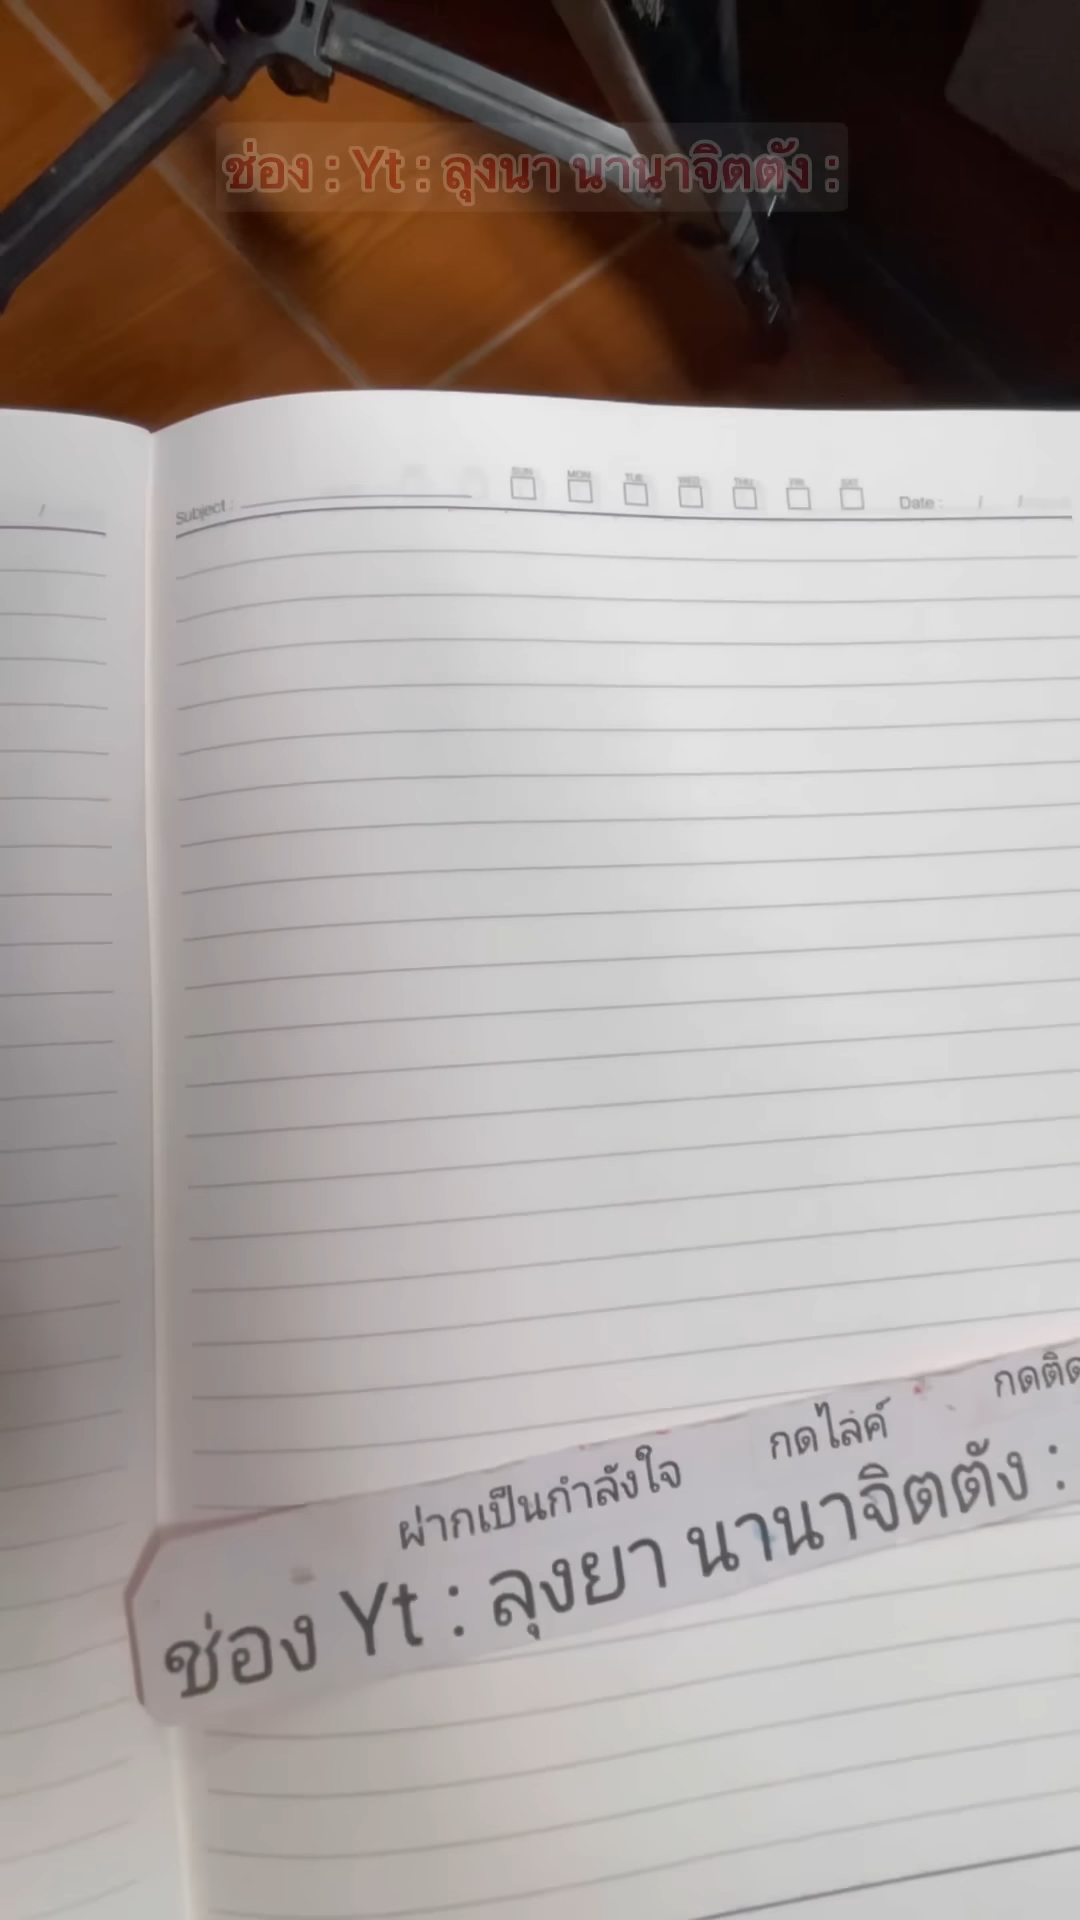 ช่อง : Yt : ลุงนา นานาจิตตัง :
Subject : SUN MON TUE WED THU FRI SAT Date : / /
/
ฝ่ากเป็นกำลังใจ กดไล่ค์ กดติด
ช่อง Yt : ลุงยา นานาจิตตัง :